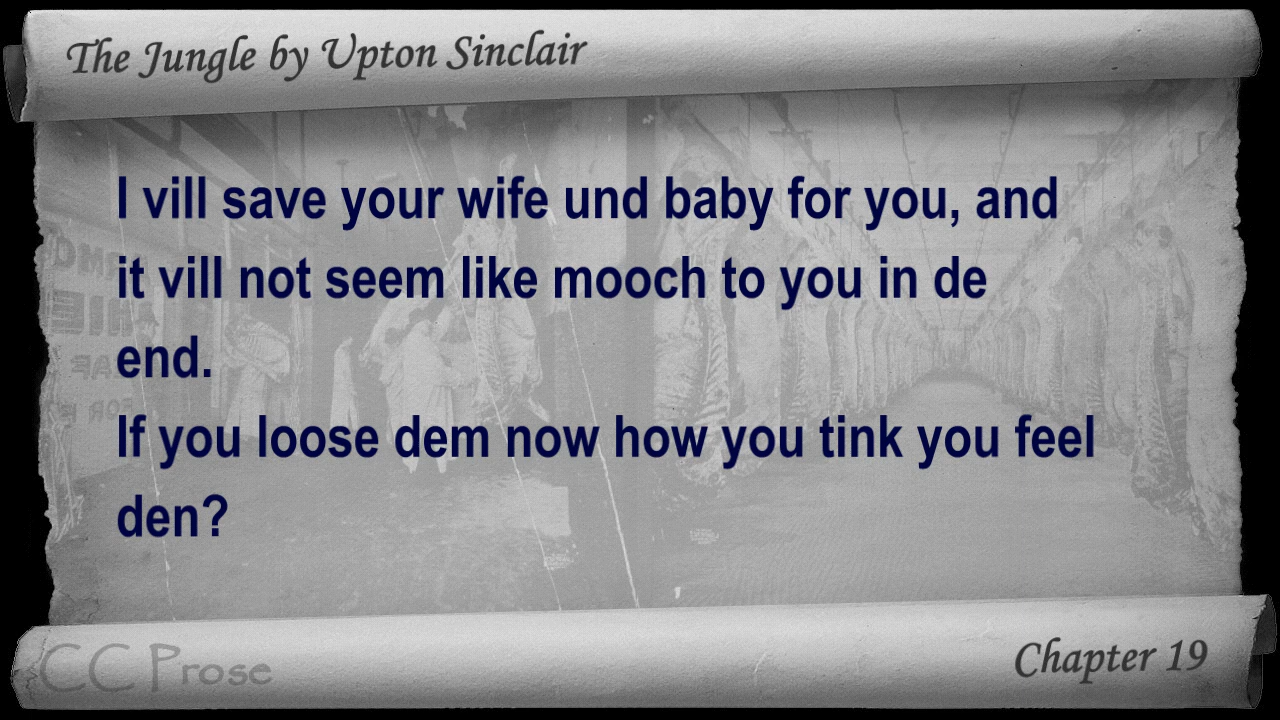 The Jungle by Upton Sinclair
I vill save your wife und baby for you, and
it vill not seem like mooch to you in de
end.
If you loose dem now how you tink you feel
den?
CC Prose
Chapter 19